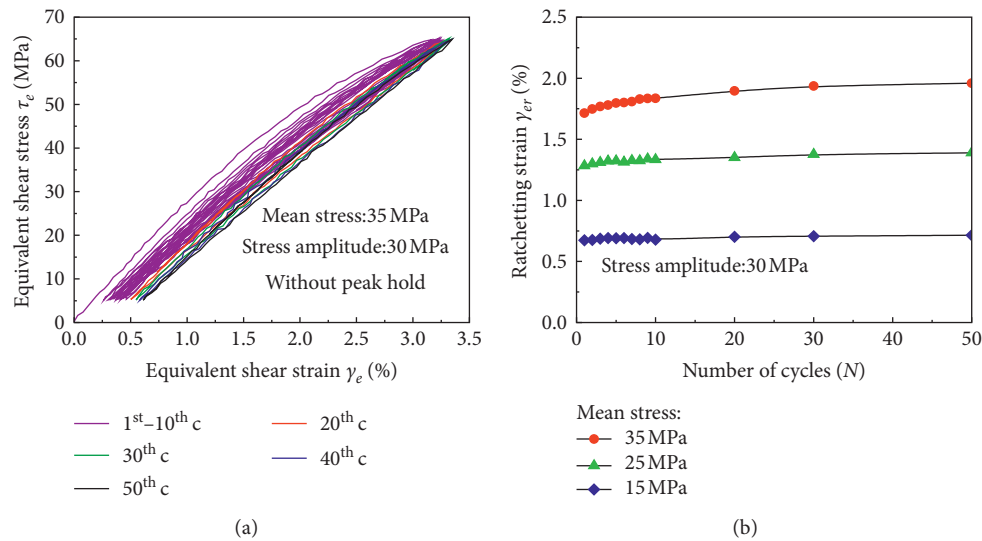 70
60
50
40
30
20
10
0
Equivalent shear stress τe (MPa)
Mean stress:35 MPa
Stress amplitude:30 MPa
Without peak hold
0.0 0.5 1.0 1.5 2.0 2.5 3.0 3.5
Equivalent shear strain γe (%)
1st–10th c
20th c
30th c
40th c
50th c
(a)
2.5
2.0
1.5
1.0
0.5
0.0
Ratchetting strain γer (%)
Stress amplitude:30 MPa
0 10 20 30 40 50
Number of cycles (N)
Mean stress:
35 MPa
25 MPa
15 MPa
(b)